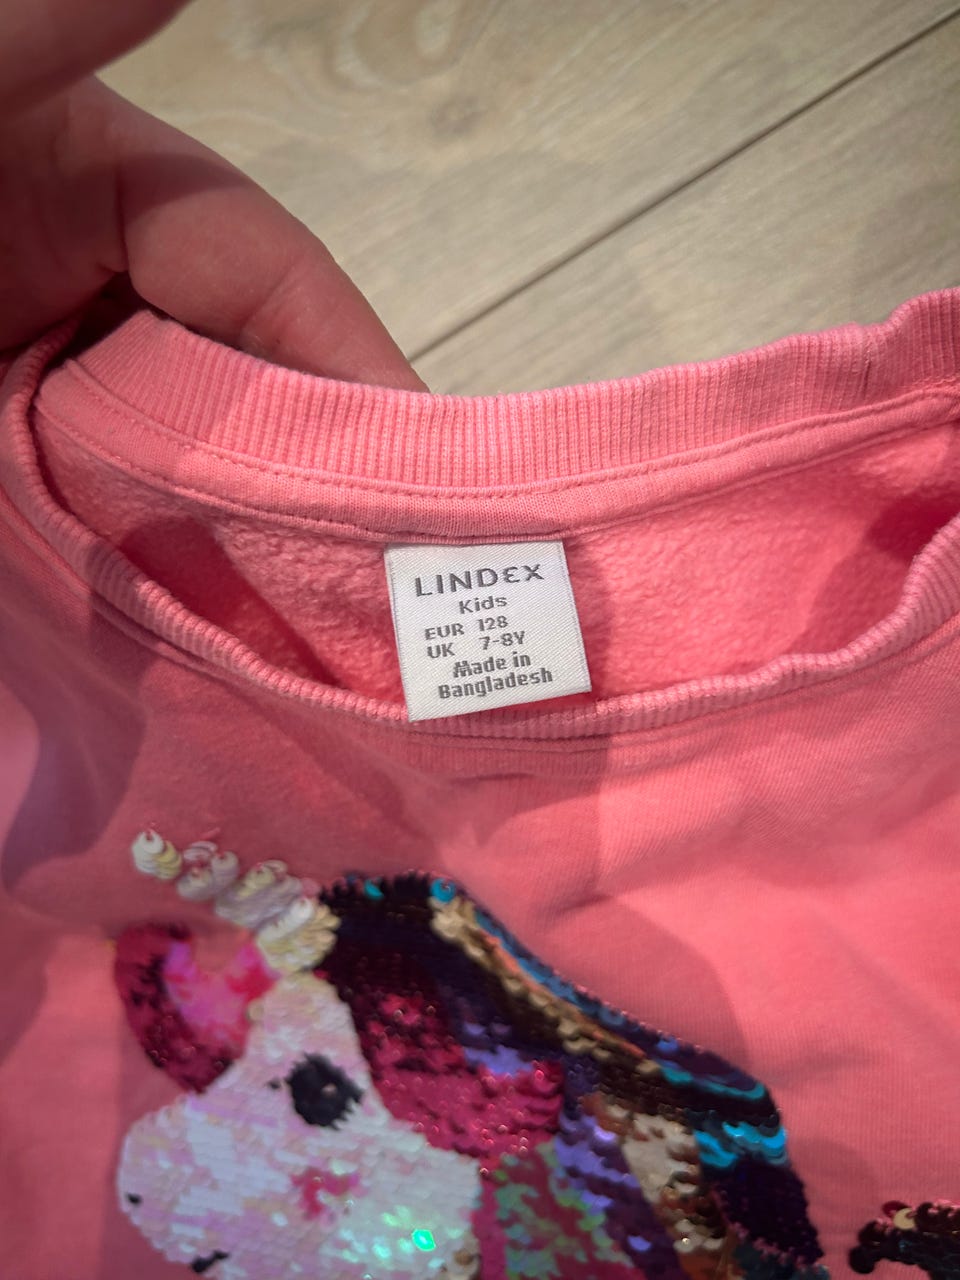 LINDEX
Kids
EUR 128
UK 7-8Y
Made in
Bangladesh